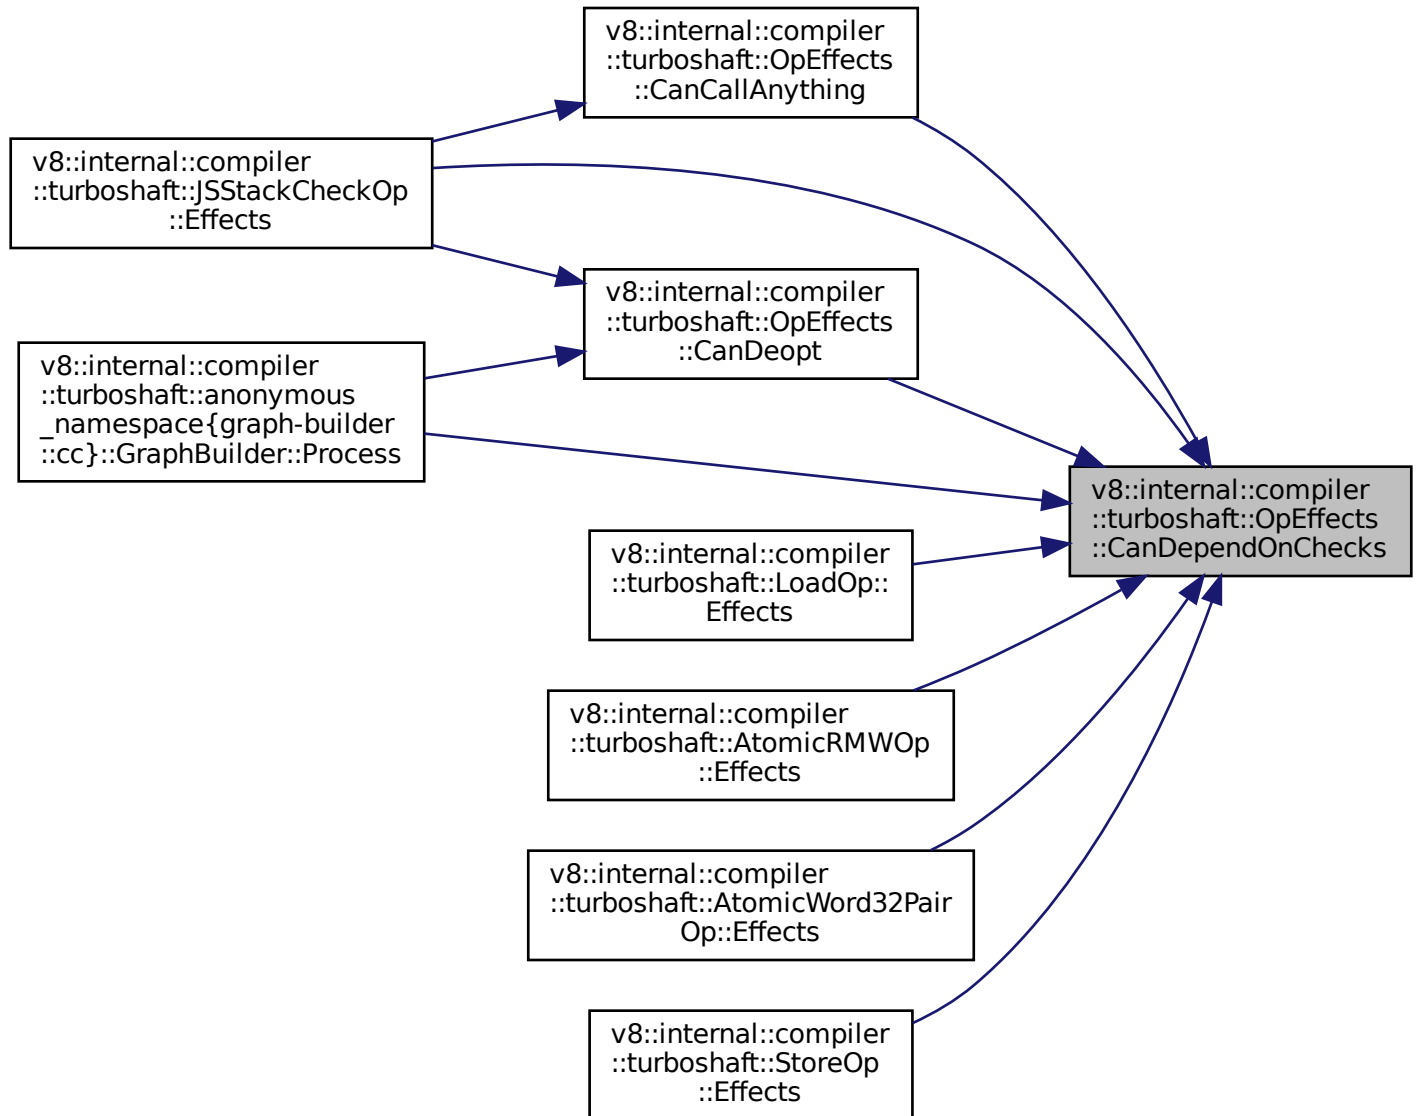 v8::internal::compiler
::turboshaft::OpEffects
::CanCallAnything
v8::internal::compiler
::turboshaft::JSStackCheckOp
::Effects
v8::internal::compiler
::turboshaft::OpEffects
::CanDeopt
v8::internal::compiler
::turboshaft::anonymous
_namespace{graph-builder
::cc}::GraphBuilder::Process
v8::internal::compiler
::turboshaft::OpEffects
::CanDependOnChecks
v8::internal::compiler
::turboshaft::LoadOp::
Effects
v8::internal::compiler
::turboshaft::AtomicRMWOp
::Effects
v8::internal::compiler
::turboshaft::AtomicWord32Pair
Op::Effects
v8::internal::compiler
::turboshaft::StoreOp
::Effects